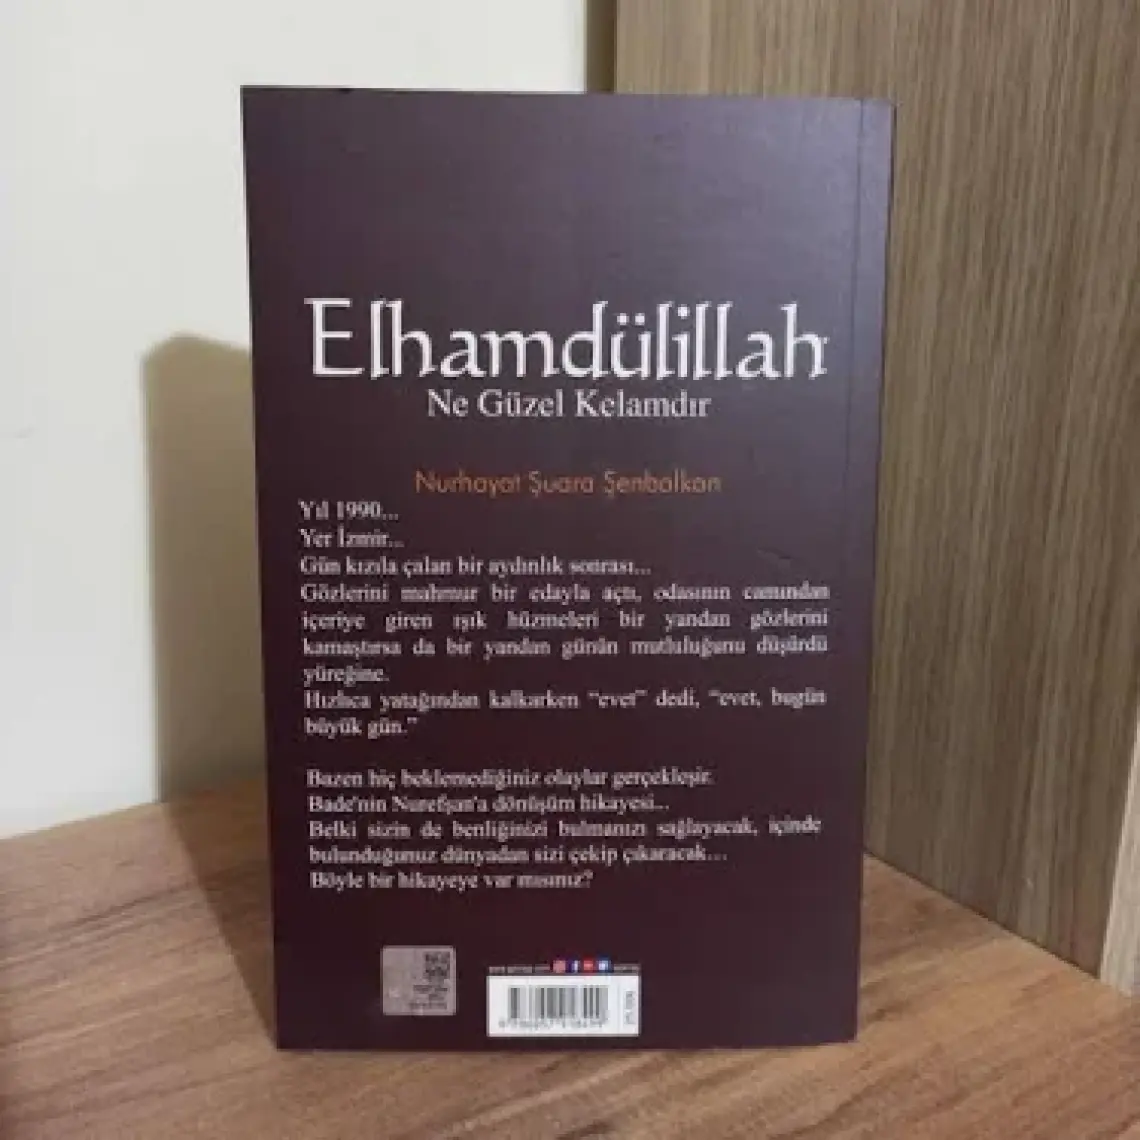 Elhamdülillah
Ne Güzel Kelamdır
Nurhayat Şuara Şenbalkan
Yıl 1990...
Yer İzmir...
Gün kızıla çalan bir aydınlık sonrası...
Gözlerini mahmur bir edayla açtı, odasının camından
içeriye giren ışık hüzmeleri bir yandan gözlerini
kamaştırsa da bir yandan günün mutluluğunu düşürdü
yüreğine.
Hızlıca yatağından kalkarken “evet” dedi, “evet, bugün
büyük gün.”
Bazen hiç beklemediğiniz olaylar gerçekleşir.
Bade'nin Nurefşan'a dönüşüm hikayesi...
Belki sizin de benliğinizi bulmanızı sağlayacak, içinde
bulunduğunuz dünyadan sizi çekip çıkaracak…
Böyle bir hikayeye var mısınız?